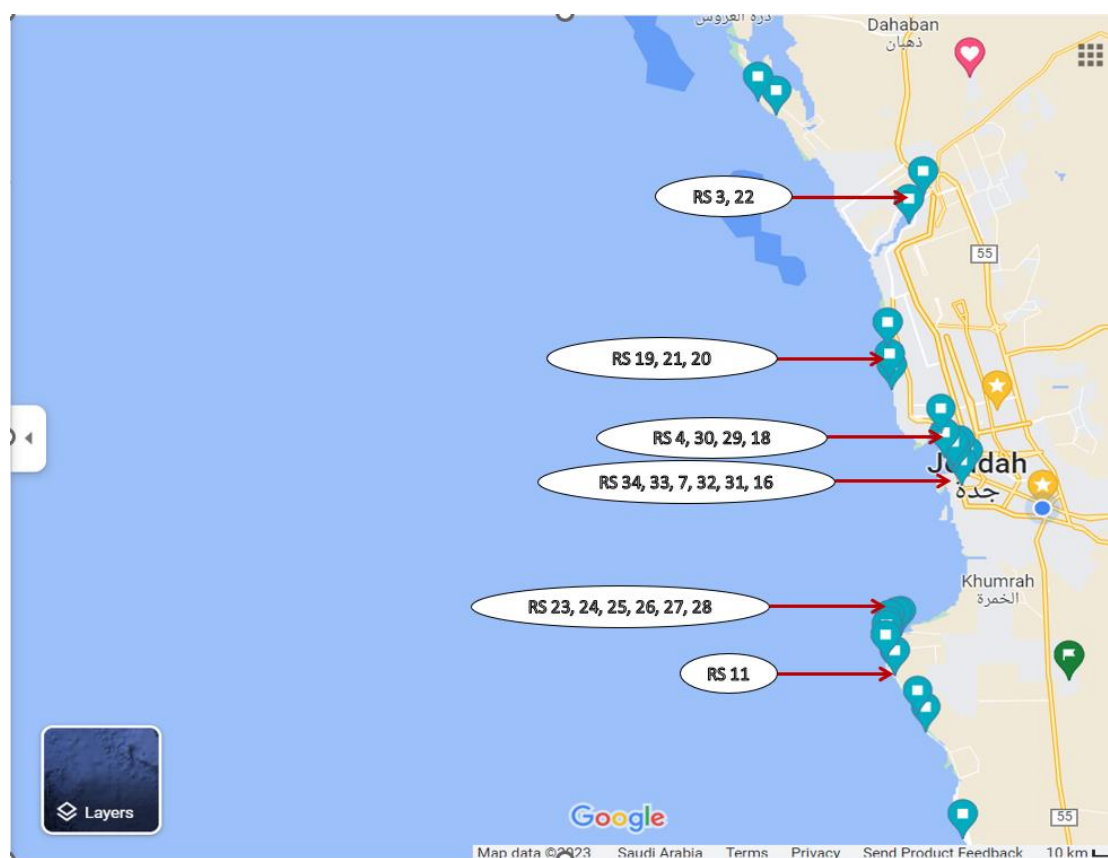 درة العروس
Dahaban
ذهبان
RS 3, 22
55
RS 19, 21, 20
RS 4, 30, 29, 18
Jeddah
جدة
RS 34, 33, 7, 32, 31, 16
Khumrah
الخمرة
RS 23, 24, 25, 26, 27, 28
RS 11
Layers
Google
55
Map data ©2023 Saudi Arabia Terms Privacy Send Product Feedback 10 km